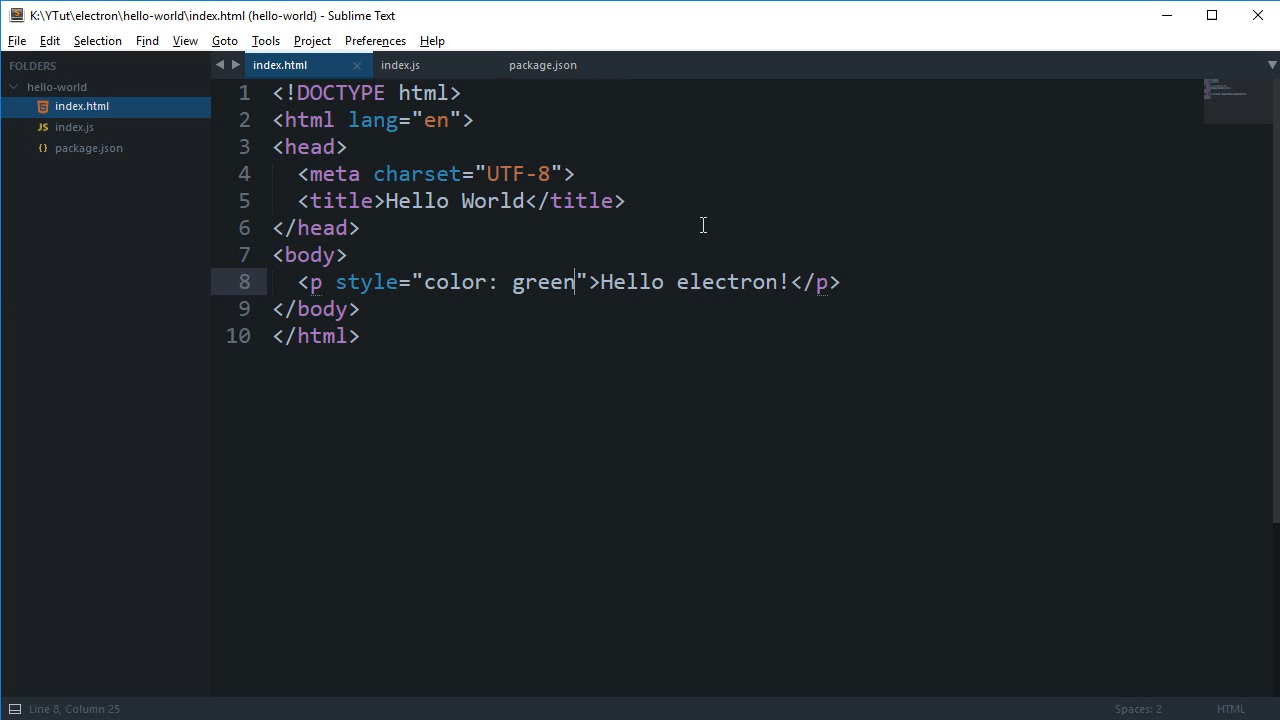 K:\YTut\electron\hello-world\index.html (hello-world) - Sublime Text
File Edit Selection Find View Goto Tools Project Preferences Help
FOLDERS
hello-world
index.html
JS index.js
{} package.json
index.html × index.js package.json
1 <!DOCTYPE html>
2 <html lang="en">
3 <head>
4 <meta charset="UTF-8">
5 <title>Hello World</title>
6 </head>
7 <body>
8 <p style="color: green">Hello electron!</p>
9 </body>
10 </html>
Line 8, Column 25 Spaces: 2 HTML